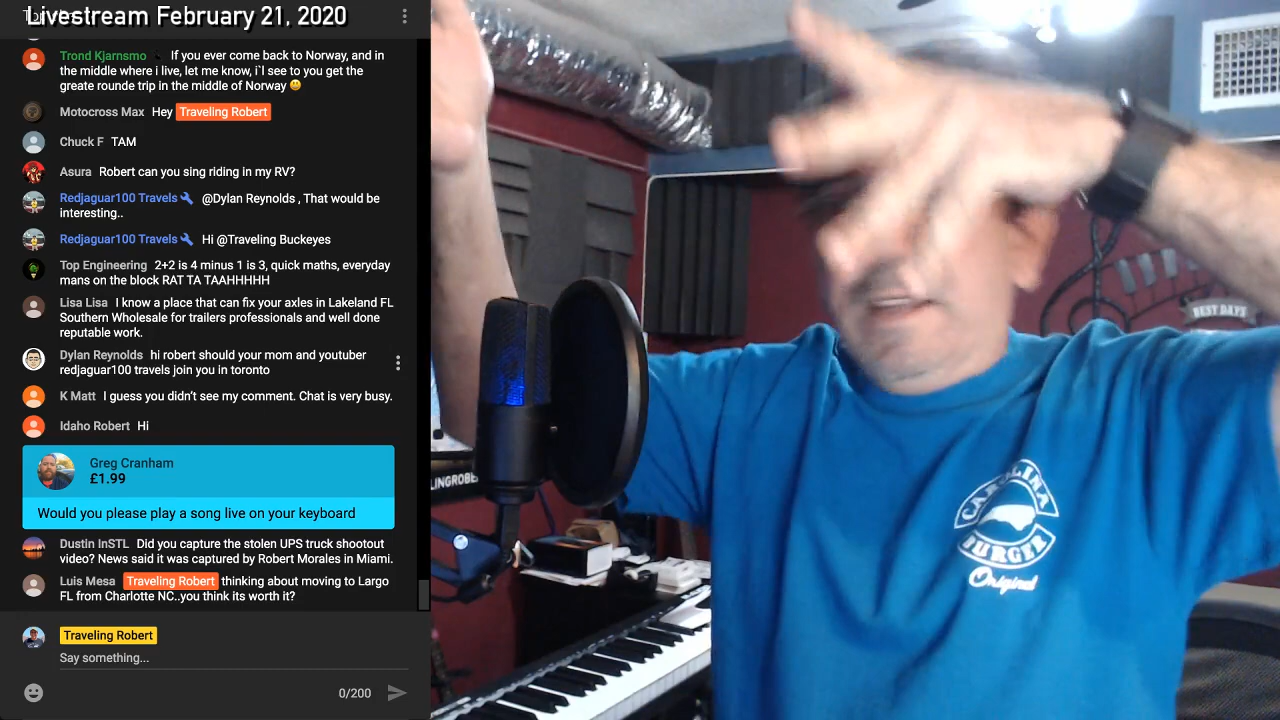 Livestream February 21, 2020
Trond Kjarnsmo If you ever come back to Norway, and in
the middle where i live, let me know, i`l see to you get the
greate rounde trip in the middle of Norway 😃
Motocross Max Hey Traveling Robert
Chuck F TAM
Asura Robert can you sing riding in my RV?
Redjaguar100 Travels @Dylan Reynolds , That would be
interesting..
Redjaguar100 Travels Hi @Traveling Buckeyes
Top Engineering 2+2 is 4 minus 1 is 3, quick maths, everyday
mans on the block RAT TA TAAHHHHH
Lisa Lisa I know a place that can fix your axles in Lakeland FL
Southern Wholesale for trailers professionals and well done
reputable work.
Dylan Reynolds hi robert should your mom and youtuber
redjaguar100 travels join you in toronto
K Matt I guess you didn't see my comment. Chat is very busy.
Idaho Robert Hi
Greg Cranham
£1.99
Would you please play a song live on your keyboard
Dustin InSTL Did you capture the stolen UPS truck shootout
video? News said it was captured by Robert Morales in Miami.
Luis Mesa Traveling Robert thinking about moving to Largo
FL from Charlotte NC..you think its worth it?
Traveling Robert
Say something...
0/200
LINGROBE
BEST DAYS
CAROLINA
BURGER
Original